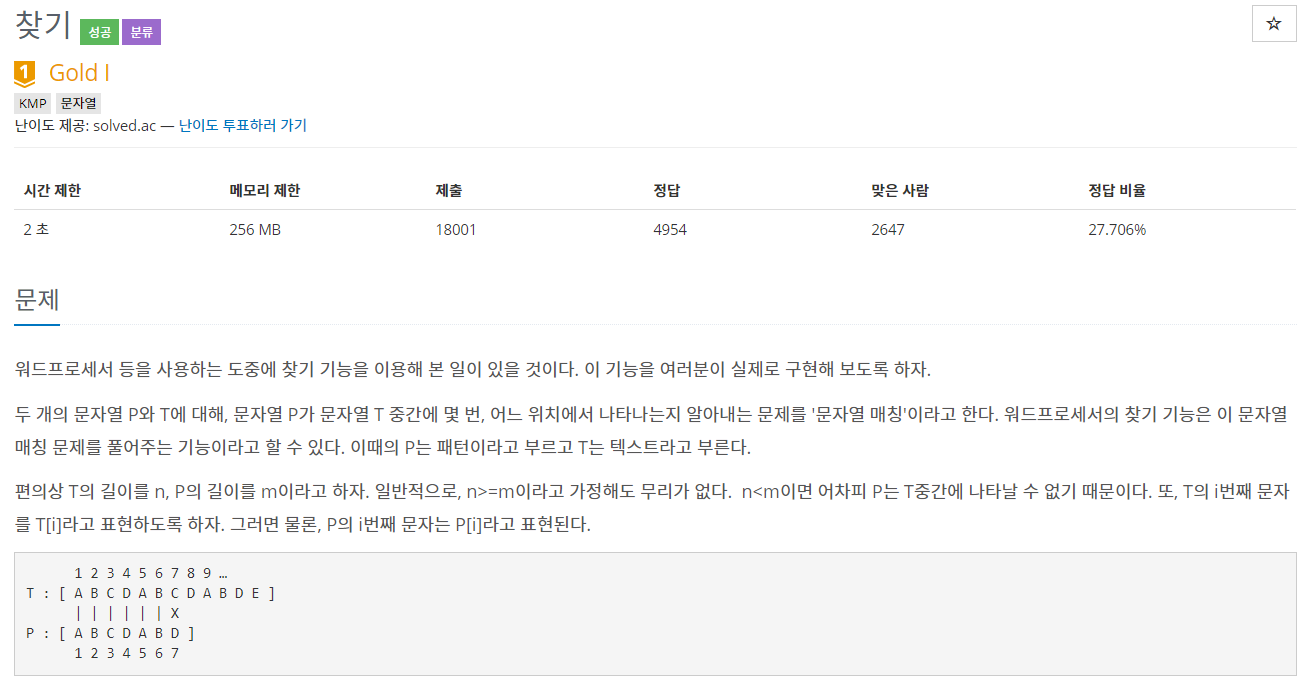 찾기 성공 분류
☆
1 Gold I
KMP 문자열
난이도 제공: solved.ac — 난이도 투표하러 가기
시간 제한 메모리 제한 제출 정답 맞은 사람 정답 비율
2 초 256 MB 18001 4954 2647 27.706%
문제
워드프로세서 등을 사용하는 도중에 찾기 기능을 이용해 본 일이 있을 것이다. 이 기능을 여러분이 실제로 구현해 보도록 하자.
두 개의 문자열 P와 T에 대해, 문자열 P가 문자열 T 중간에 몇 번, 어느 위치에서 나타나는지 알아내는 문제를 '문자열 매칭'이라고 한다. 워드프로세서의 찾기 기능은 이 문자열
매칭 문제를 풀어주는 기능이라고 할 수 있다. 이때의 P는 패턴이라고 부르고 T는 텍스트라고 부른다.
편의상 T의 길이를 n, P의 길이를 m이라고 하자. 일반적으로, n>=m이라고 가정해도 무리가 없다. n<m이면 어차피 P는 T중간에 나타날 수 없기 때문이다. 또, T의 i번째 문자
를 T[i]라고 표현하도록 하자. 그러면 물론, P의 i번째 문자는 P[i]라고 표현된다.
1 2 3 4 5 6 7 8 9 …
T : [ A B C D A B C D A B D E ]
| | | | | | X
P : [ A B C D A B D ]
1 2 3 4 5 6 7